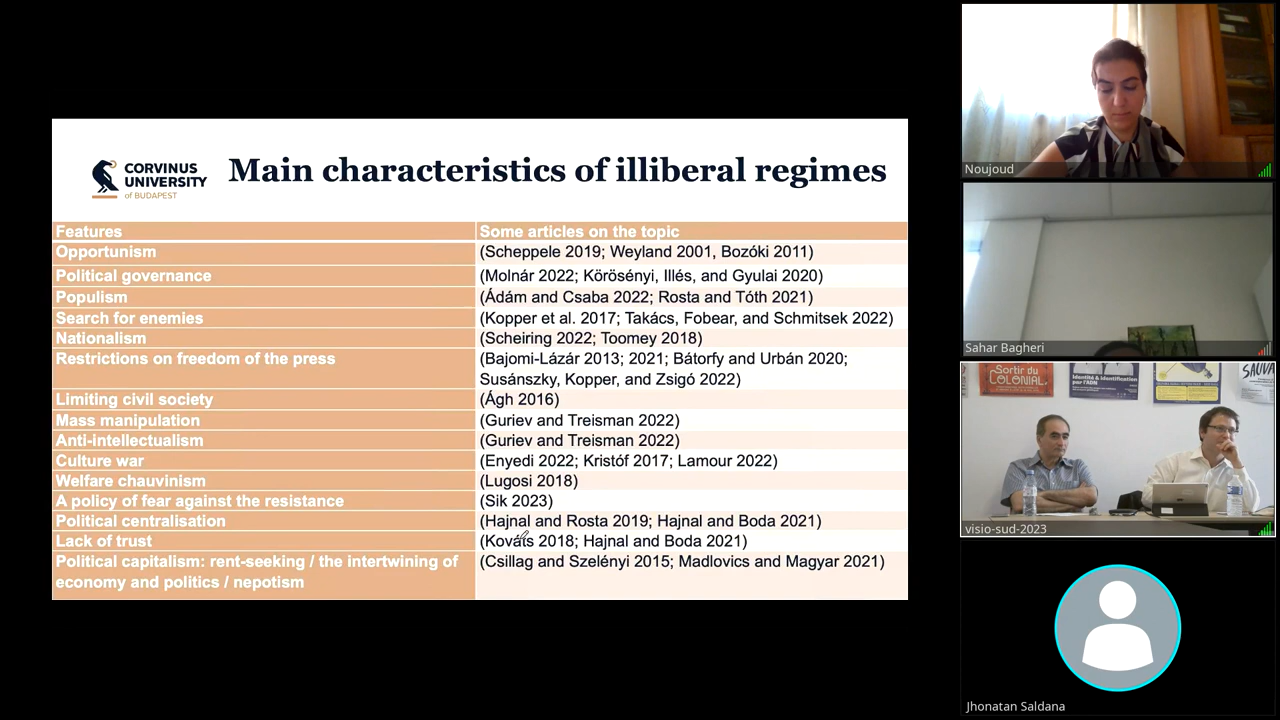 CORVINUS
UNIVERSITY
of BUDAPEST
Main characteristics of illiberal regimes
Features
Some articles on the topic
Opportunism
(Scheppele 2019; Weyland 2001, Bozóki 2011)
Political governance
(Molnár 2022; Körösényi, Illés, and Gyulai 2020)
Populism
(Ádám and Csaba 2022; Rosta and Tóth 2021)
Search for enemies
(Kopper et al. 2017; Takács, Fobear, and Schmitsek 2022)
Nationalism
(Scheiring 2022; Toomey 2018)
Restrictions on freedom of the press
(Bajomi-Lázár 2013; 2021; Bátorfy and Urbán 2020;
Susánszky, Kopper, and Zsigó 2022)
Limiting civil society
(Ágh 2016)
Mass manipulation
(Guriev and Treisman 2022)
Anti-intellectualism
(Guriev and Treisman 2022)
Culture war
(Enyedi 2022; Kristóf 2017; Lamour 2022)
Welfare chauvinism
(Lugosi 2018)
A policy of fear against the resistance
(Sik 2023)
Political centralisation
(Hajnal and Rosta 2019; Hajnal and Boda 2021)
Lack of trust
(Kovács 2018; Hajnal and Boda 2021)
Political capitalism: rent-seeking / the intertwining of
economy and politics / nepotism
(Csillag and Szelényi 2015; Madlovics and Magyar 2021)
Noujoud
Sahar Bagheri
Sortir du
COLONIAL
Identité & Identification
par l'ADN
visio-sud-2023
Jhonatan Saldana